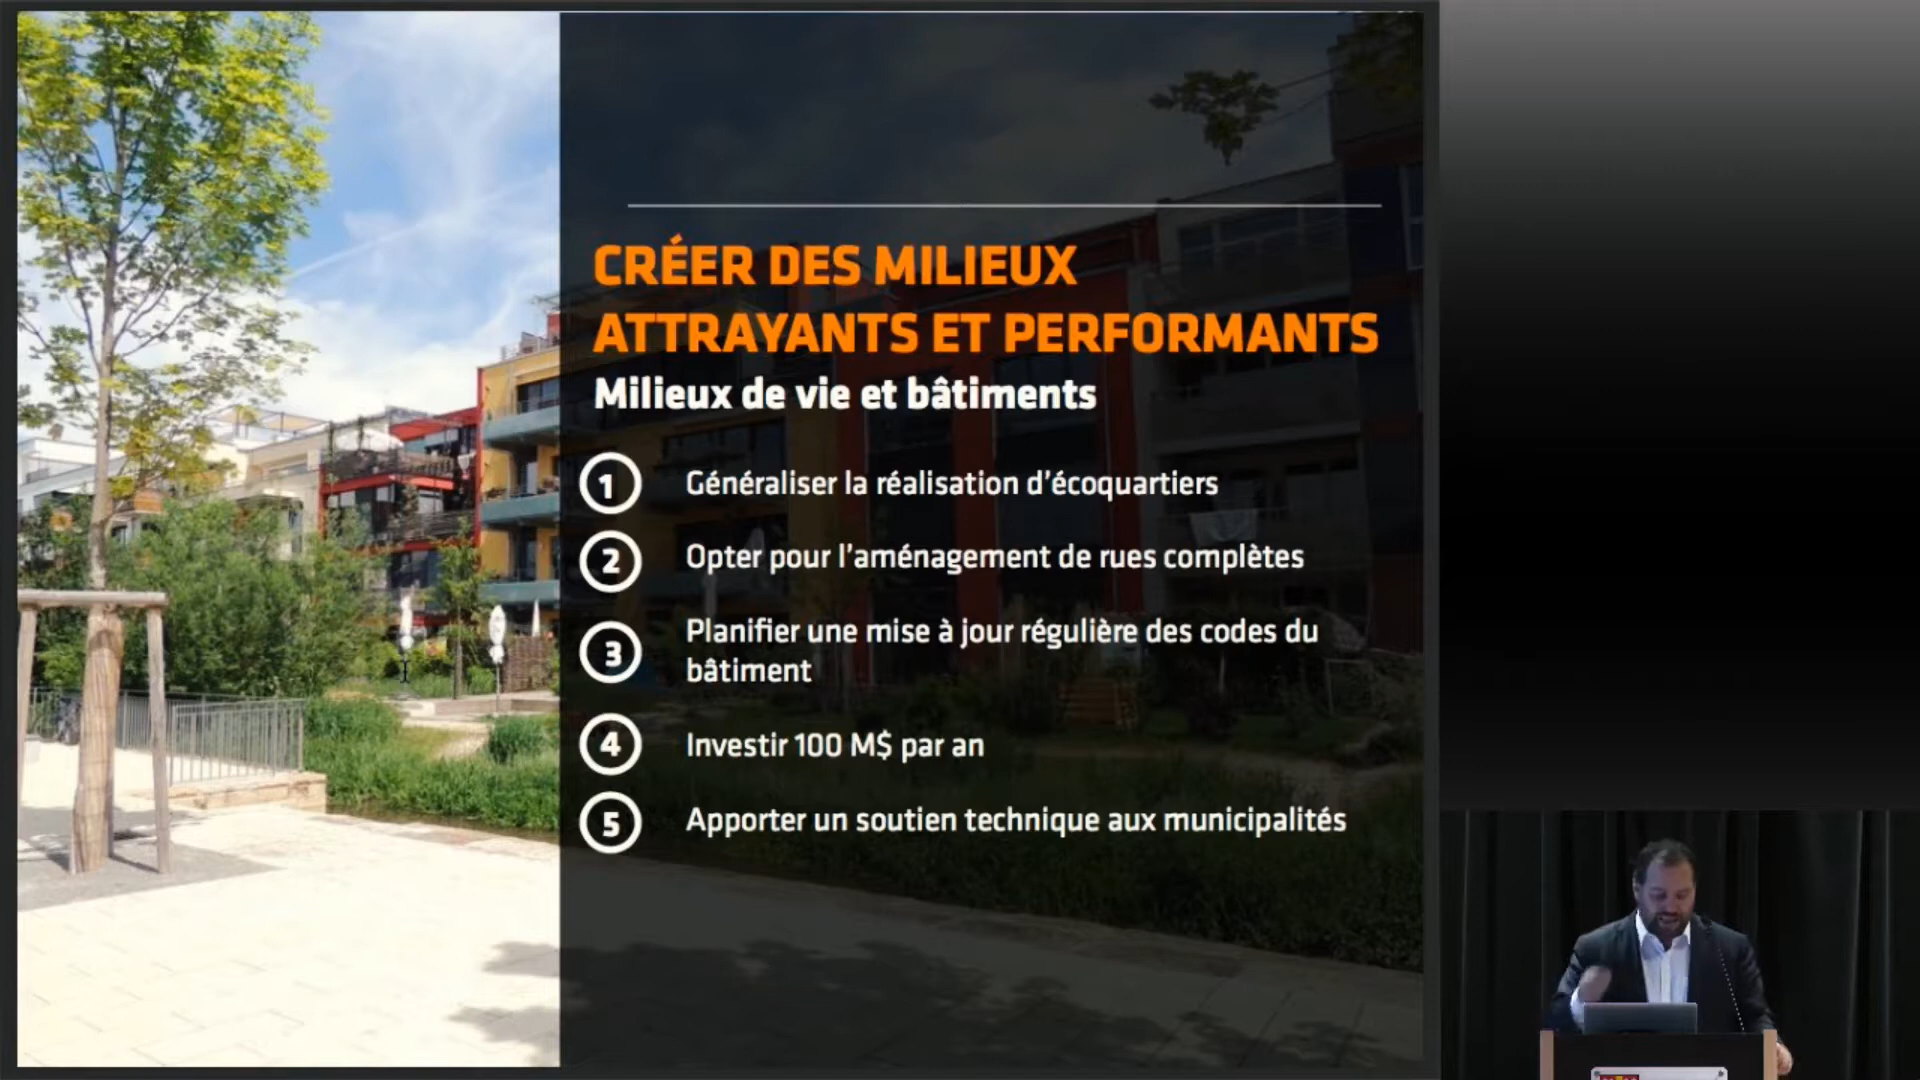 CRÉER DES MILIEUX
ATTRAYANTS ET PERFORMANTS
Milieux de vie et bâtiments
1 Généraliser la réalisation d'écoquartiers
2 Opter pour l'aménagement de rues complètes
3 Planifier une mise à jour régulière des codes du
bâtiment
4 Investir 100 M$ par an
5 Apporter un soutien technique aux municipalités